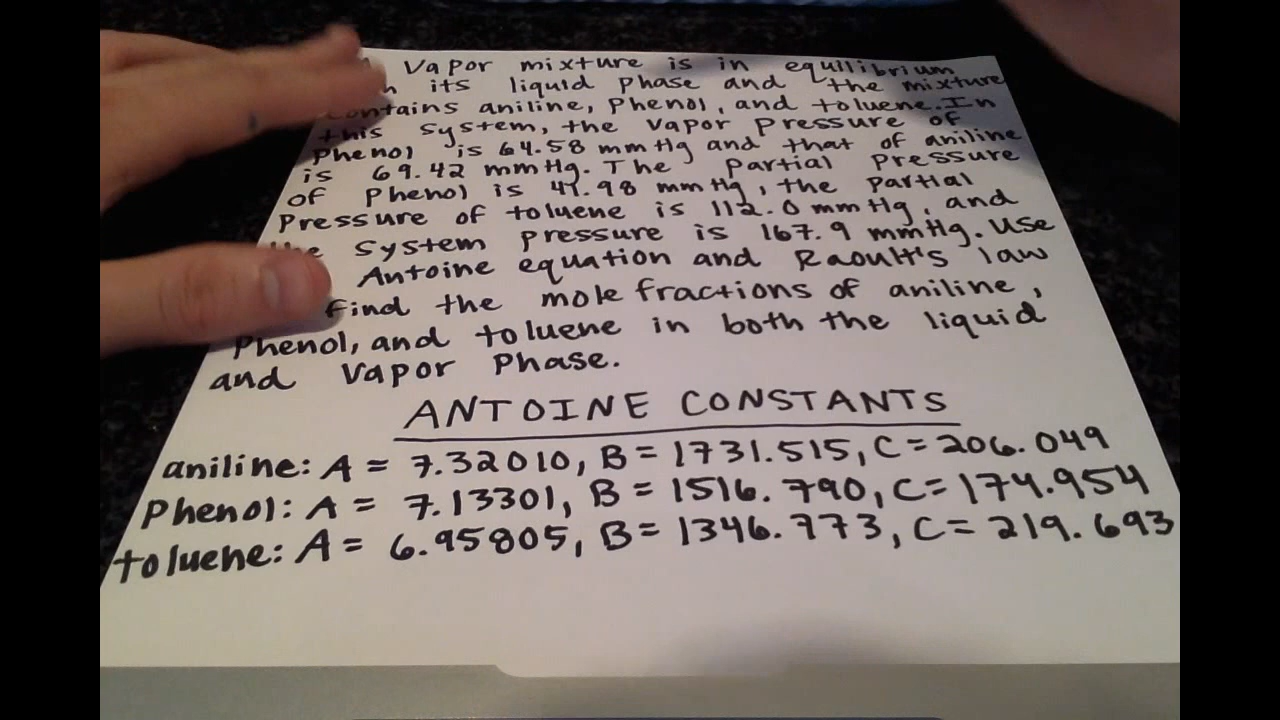 Vapor mixture is in equilibrium
its liquid phase and the mixture
contains aniline, Phenol, and toluene. In
this system, the vapor pressure of
Phenol is 64.58 mmHg and that of aniline
is 69.42 mmHg. The Partial Pressure
of Phenol is 41.98 mmHg, the Partial
Pressure of toluene is 112.0 mmHg, and
the system pressure is 167.9 mmHg. Use
Antoine equation and Raoult's law
find the mole fractions of aniline,
Phenol, and toluene in both the liquid
and vapor Phase.
ANTOINE CONSTANTS
aniline: A = 7.32010, B = 1731.515, C = 206.049
Phenol: A = 7.13301, B = 1516.790, C = 174.954
toluene: A = 6.95805, B = 1346.773, C = 219.693